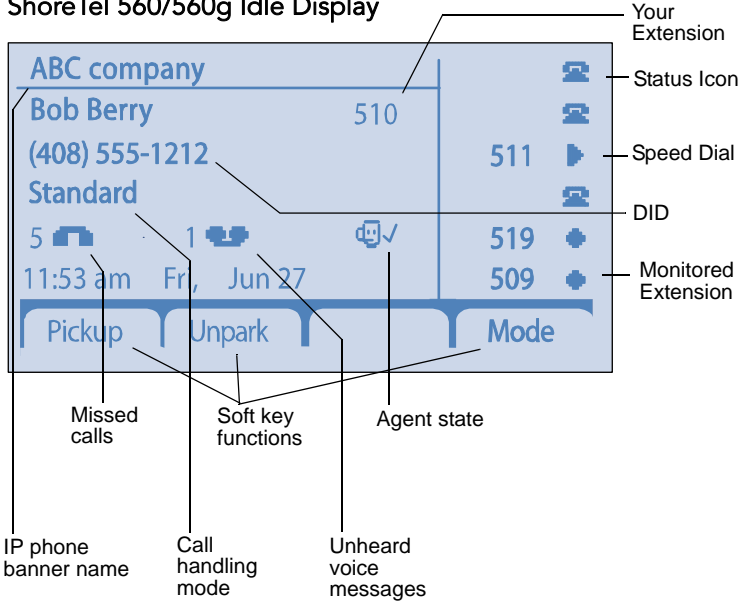 ShoreTel 560/560g Idle Display
Your
Extension
ABC company
Status Icon
Bob Berry 510
(408) 555-1212
511
Speed Dial
Standard
DID
5 1
519
11:53 am Fri, Jun 27
509
Monitored
Extension
Pickup Unpark Mode
Missed
calls
Soft key
functions
Agent state
IP phone
banner name
Call
handling
mode
Unheard
voice
messages